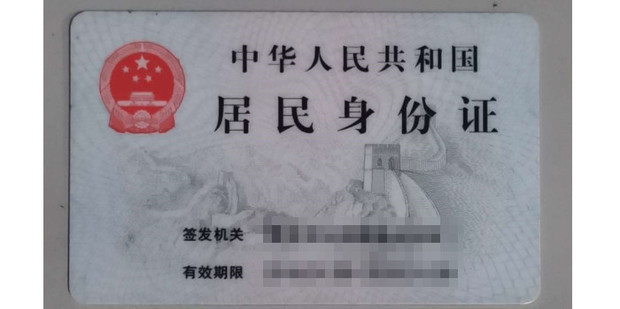 中华人民共和国
居民身份证
签发机关
有效期限